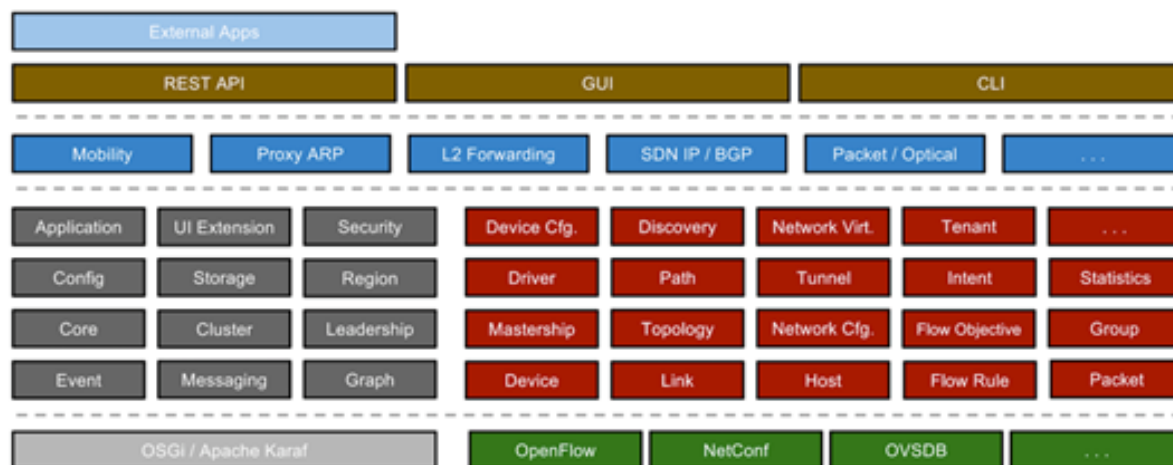 External Apps
REST API GUI CLI
Mobility Proxy ARP L2 Forwarding SDN IP / BGP Packet / Optical . . .
Application UI Extension Security Device Cfg. Discovery Network Virt. Tenant . . .
Config Storage Region Driver Path Tunnel Intent Statistics
Core Cluster Leadership Mastership Topology Network Cfg. Flow Objective Group
Event Messaging Graph Device Link Host Flow Rule Packet
OSGi / Apache Karaf OpenFlow NetConf OVSDB . . .